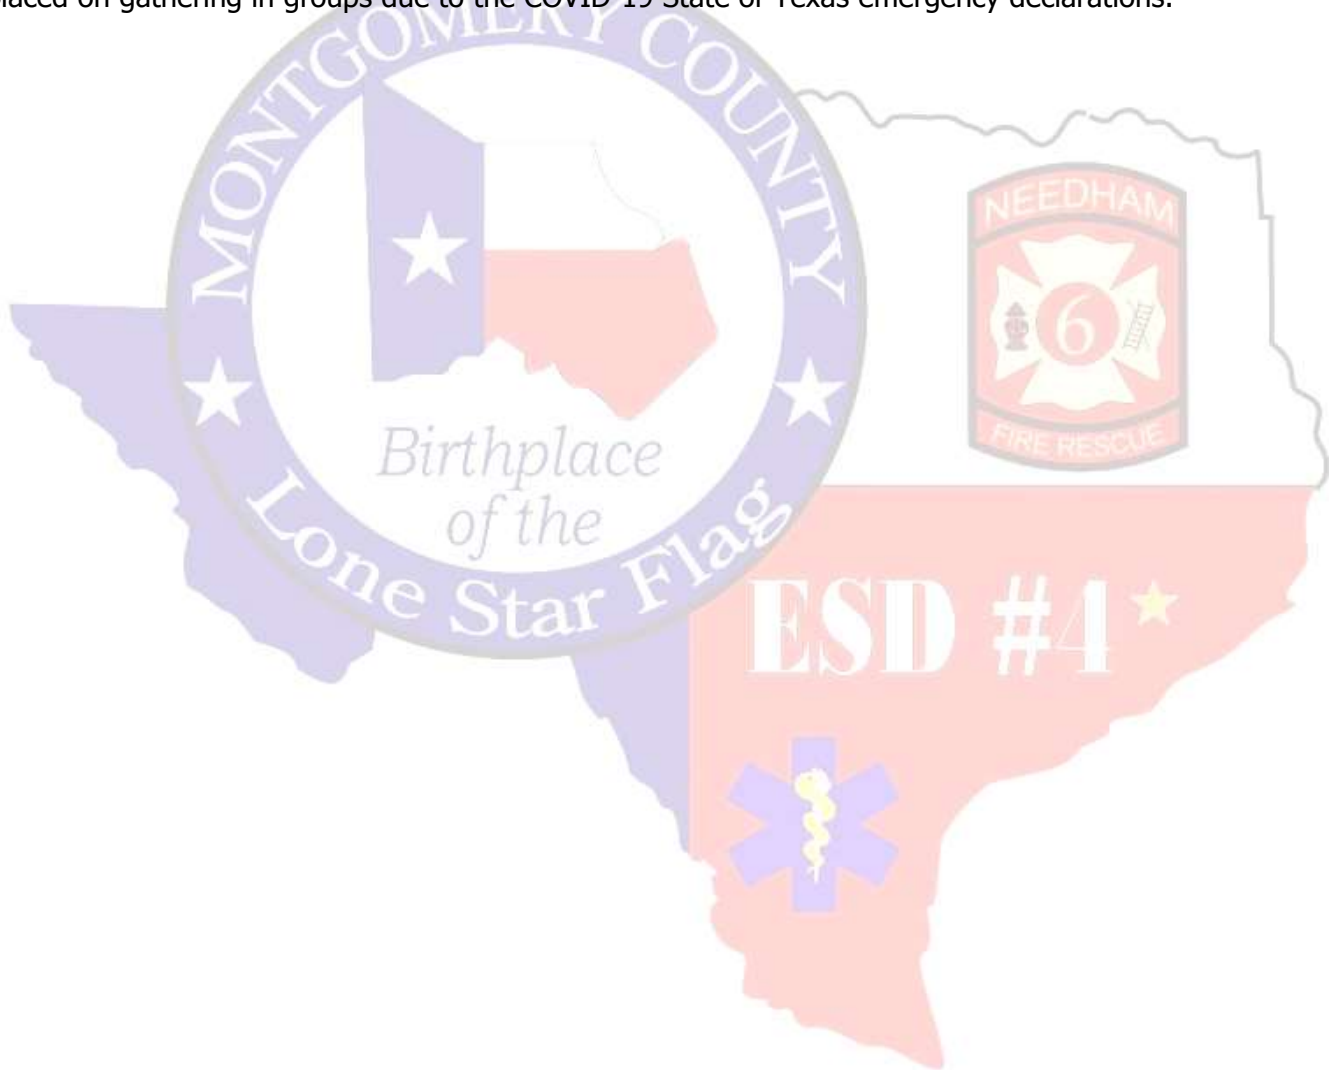 placed on gathering in groups due to the COVID-19 State of Texas emergency declarations.
MONTGOMERY COUNTY
NEEDHAM
6
FIRE RESCUE
Birthplace
of the
Lone Star Flag
ESD #4